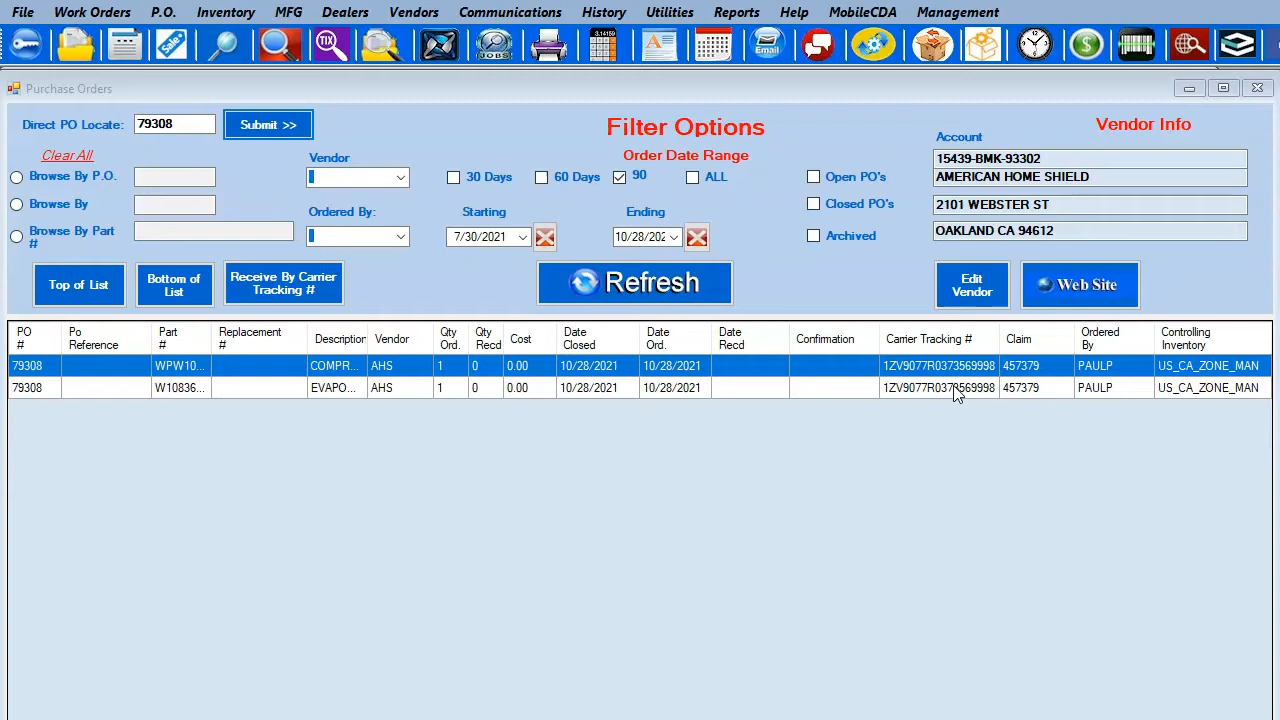 File Work Orders P.O. Inventory MFG Dealers Vendors Communications History Utilities Reports Help MobileCDA Management
Sale TIX JOBS 3.14159 Email
Purchase Orders
Direct PO Locate: 79308 Submit >>
Filter Options
Vendor Info
Clear All
Order Date Range
Account
Vendor
15439-BMK-93302
Browse By P.O.
30 Days 60 Days 90 ALL
Open PO's
AMERICAN HOME SHIELD
Browse By
Ordered By:
Starting Ending
Closed PO's
2101 WEBSTER ST
Browse By Part #
7/30/2021 10/28/202
Archived
OAKLAND CA 94612
Top of List
Bottom of List
Receive By Carrier Tracking #
Refresh
Edit Vendor
Web Site
PO # Po Reference Part # Replacement # Description Vendor Qty Ord. Qty Recd Cost Date Closed Date Ord. Date Recd Confirmation Carrier Tracking # Claim Ordered By Controlling Inventory
79308 WPW10... COMPR... AHS 1 0 0.00 10/28/2021 10/28/2021 1ZV9077R0373569998 457379 PAULP US_CA_ZONE_MAN
79308 W10836... EVAPO... AHS 1 0 0.00 10/28/2021 10/28/2021 1ZV9077R0373569998 457379 PAULP US_CA_ZONE_MAN